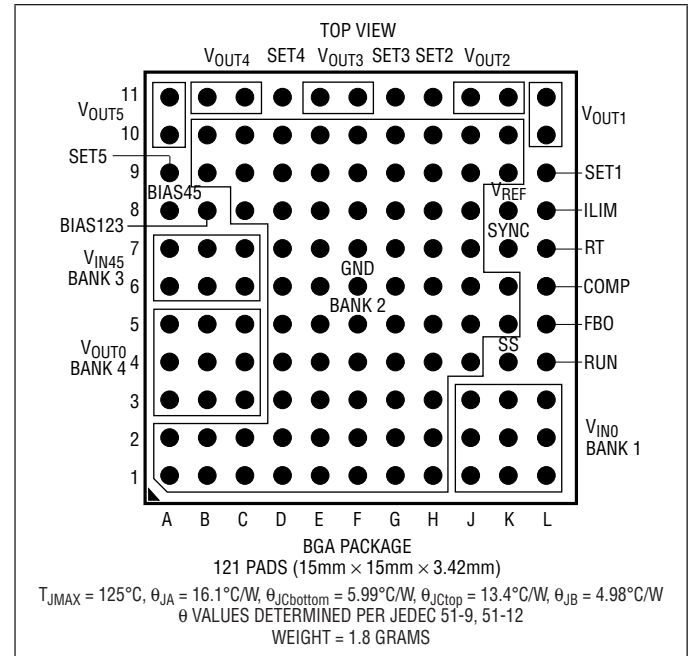 TOP VIEW
VOUT4 SET4 VOUT3 SET3 SET2 VOUT2
11
VOUT5
VOUT1
10
SET5
9
SET1
BIAS45
VREF
8
ILIM
BIAS123
SYNC
VIN45
BANK 3
7
RT
GND
6
COMP
BANK 2
5
FBO
SS
VOUT0
BANK 4
4
RUN
3
VIN0
BANK 1
2
1
A B C D E F G H J K L
BGA PACKAGE
121 PADS (15mm × 15mm × 3.42mm)
TJMAX = 125°C, θJA = 16.1°C/W, θJCbottom = 5.99°C/W, θJCtop = 13.4°C/W, θJB = 4.98°C/W
θ VALUES DETERMINED PER JEDEC 51-9, 51-12
WEIGHT = 1.8 GRAMS